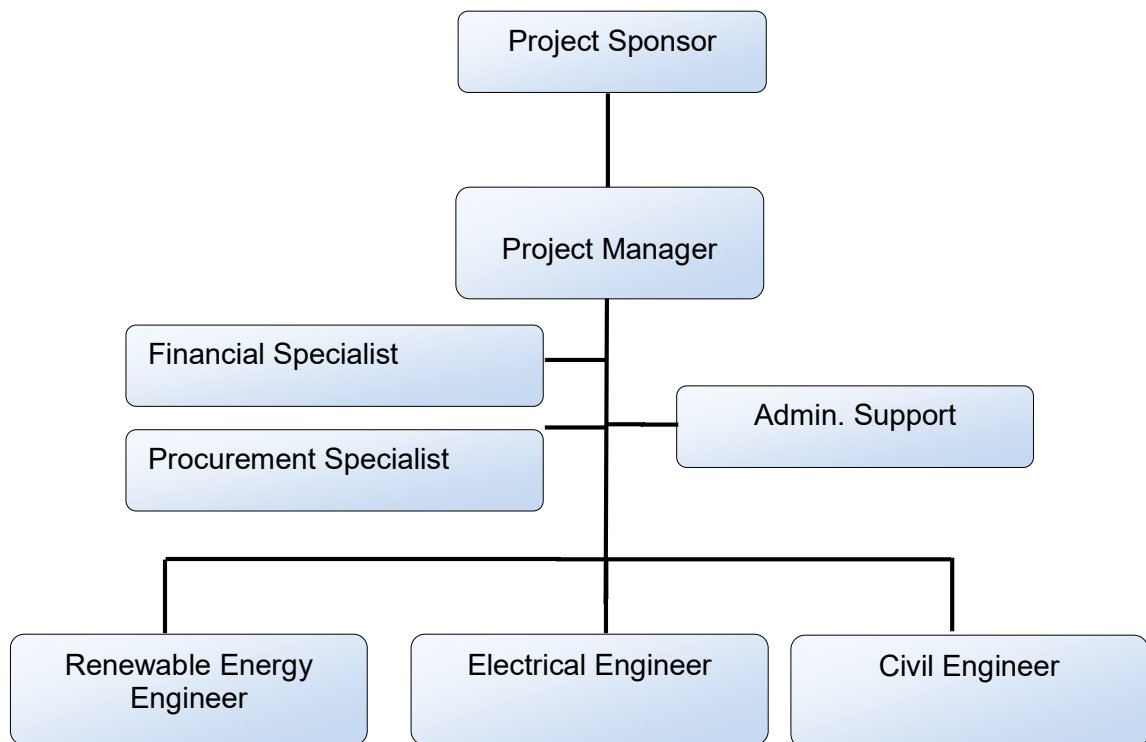 Project Sponsor
Project Manager
Financial Specialist
Admin. Support
Procurement Specialist
Renewable Energy
Engineer
Electrical Engineer
Civil Engineer